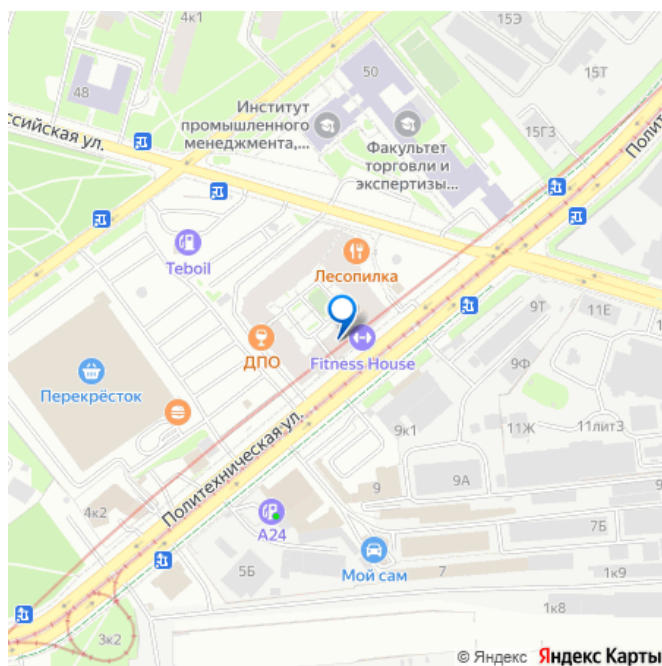 4к1
15Э
15Т
50
48
Институт
промышленного
менеджмента,...
Факультет
торговли и
экспертизы...
15Г3
ссийская ул.
Teboil
Лесопилка
9Т
11Е
Fitness House
ДПО
9Ф
Перекрёсток
9к1
11Ж
11лит3
Политехническая ул.
9
9А
4к2
А24
7Б
5Б
Мой сам
7
1к9
1к8
3к2
© Яндекс Яндекс Карты